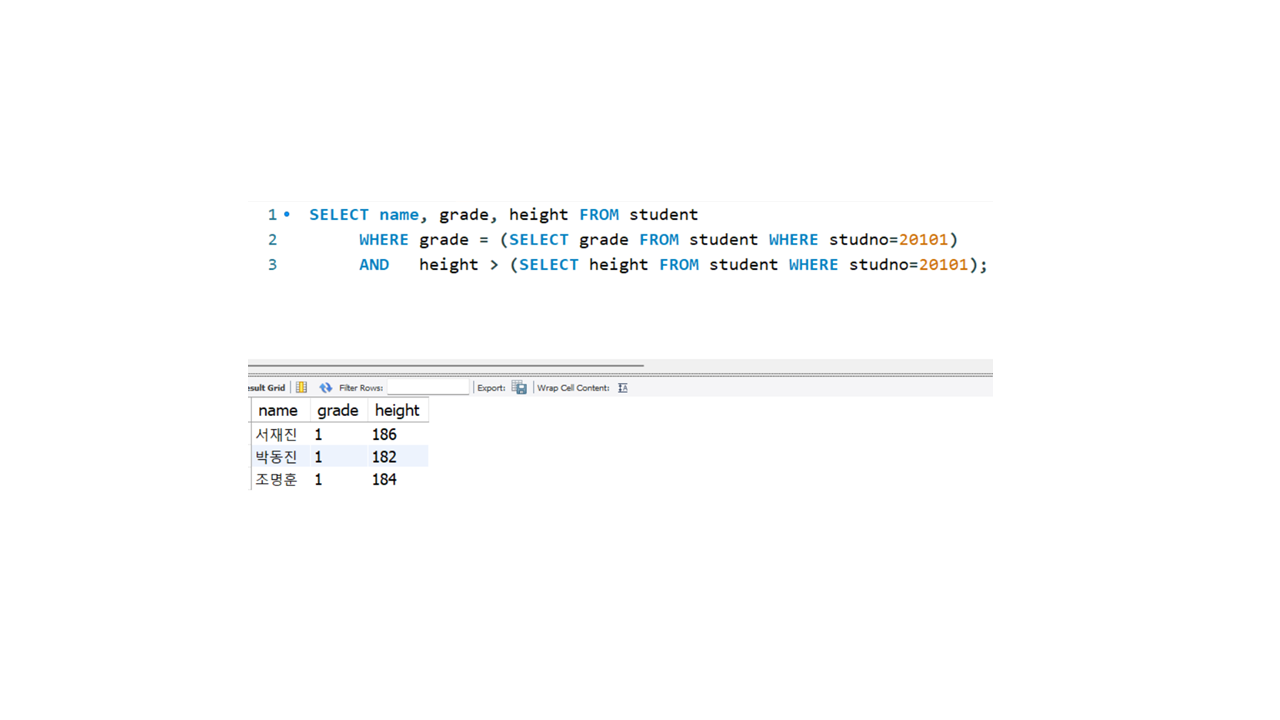 1 • SELECT name, grade, height FROM student
2 WHERE grade = (SELECT grade FROM student WHERE studno=20101)
3 AND height > (SELECT height FROM student WHERE studno=20101);
sult Grid Filter Rows: Export: Wrap Cell Content: IA
name grade height
서재진 1 186
박동진 1 182
조명훈 1 184